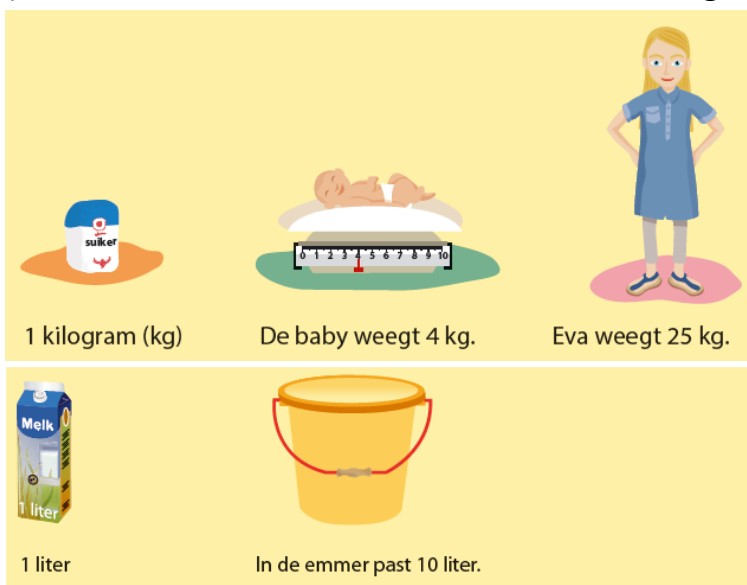 suiker
0 1 2 3 4 5 6 7 8 9 10
1 kilogram (kg)
De baby weegt 4 kg.
Eva weegt 25 kg.
Melk
1 liter
1 liter
In de emmer past 10 liter.